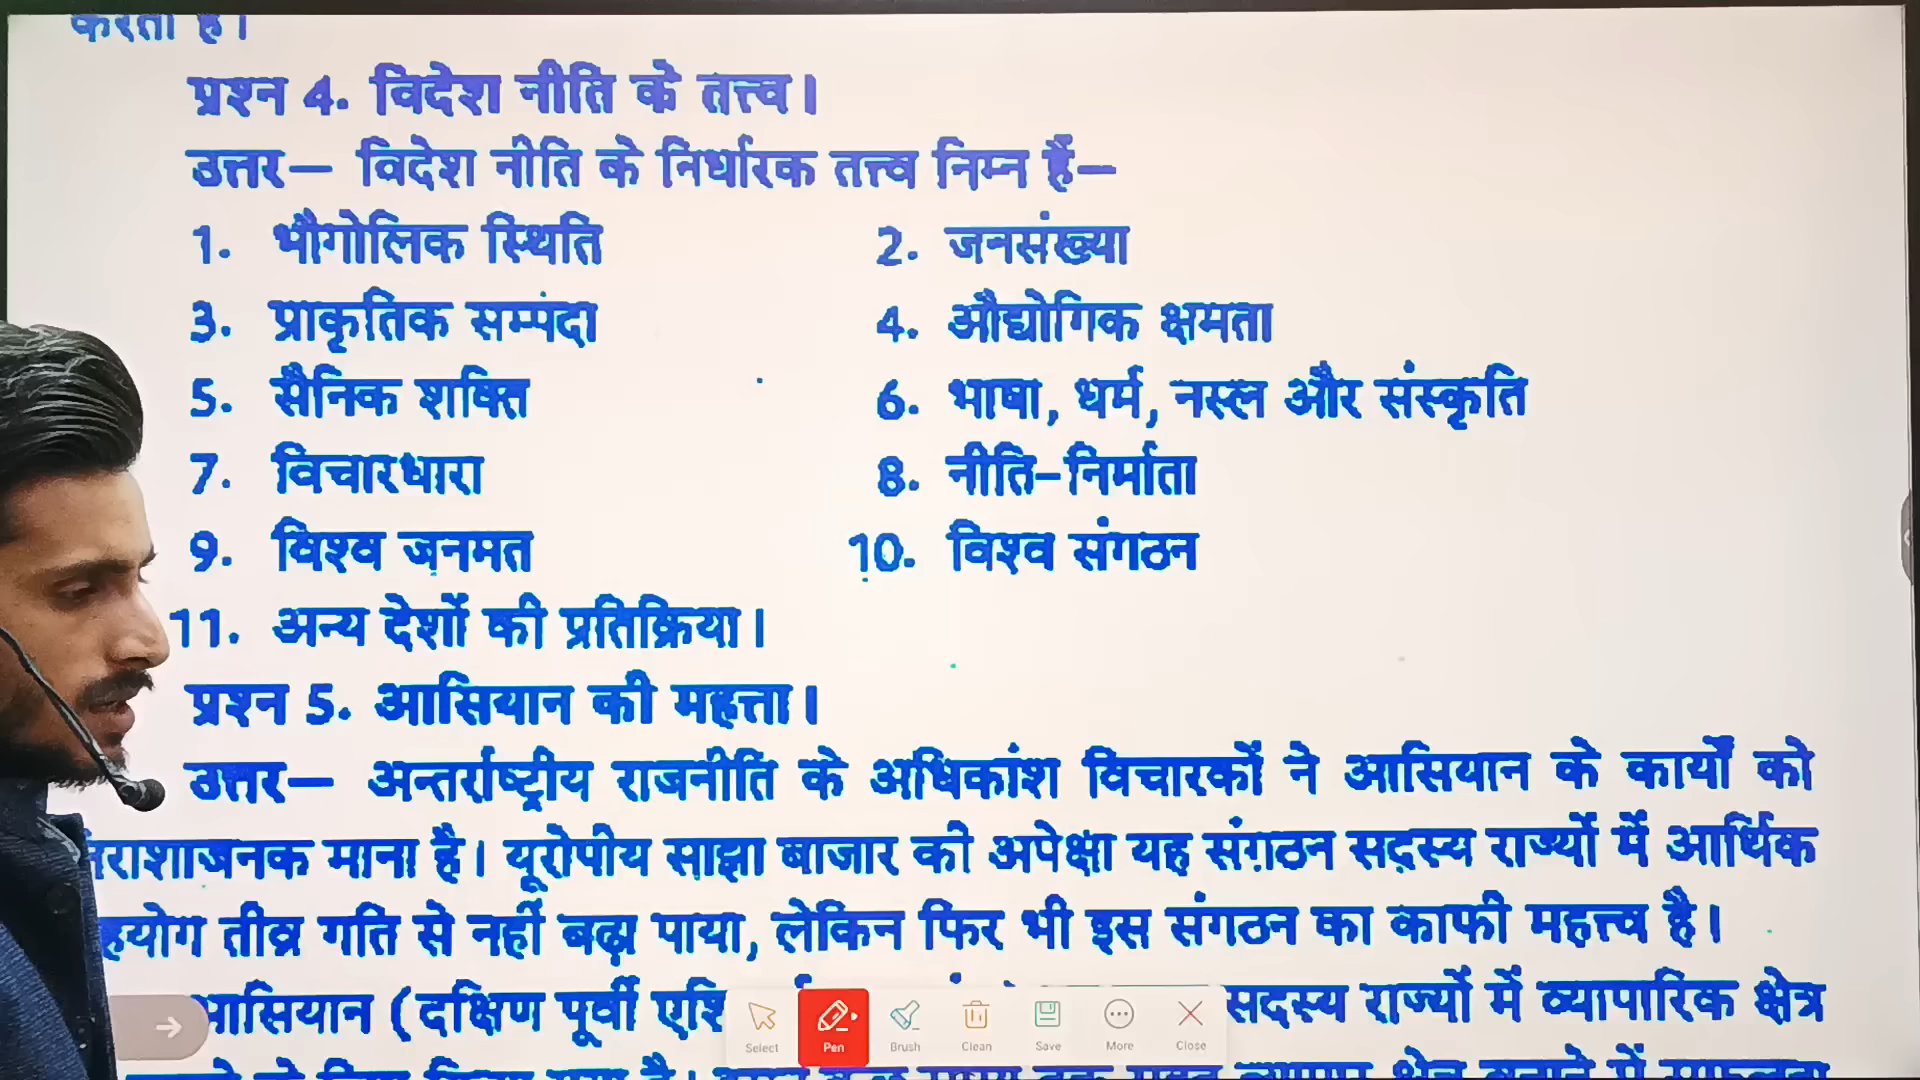 करता है।
प्रश्न 4. विदेश नीति के तत्त्व।
उत्तर— विदेश नीति के निर्धारक तत्त्व निम्न हैं—
1. भौगोलिक स्थिति 2. जनसंख्या
3. प्राकृतिक सम्पंदा 4. औद्योगिक क्षमता
5. सैनिक शक्ति 6. भाषा, धर्म, नस्ल और संस्कृति
7. विचारधारा 8. नीति-निर्माता
9. विश्व जनमत 10. विश्व संगठन
11. अन्य देशों की प्रतिक्रिया।
प्रश्न 5. आसियान की महत्ता।
उत्तर— अन्तर्राष्ट्रीय राजनीति के अधिकांश विचारकों ने आसियान के कार्यों को
माना है। यूरोपीय साझा बाजार की अपेक्षा यह संगठन सदस्य राज्यों में आर्थिक
तीव्र गति से नहीं बढ़ा पाया, लेकिन फिर भी इस संगठन का काफी महत्त्व है।
आसियान (दक्षिण पूर्वी सदस्य राज्यों में व्यापारिक क्षेत्र
Select Pen Brush Clean Save More Close